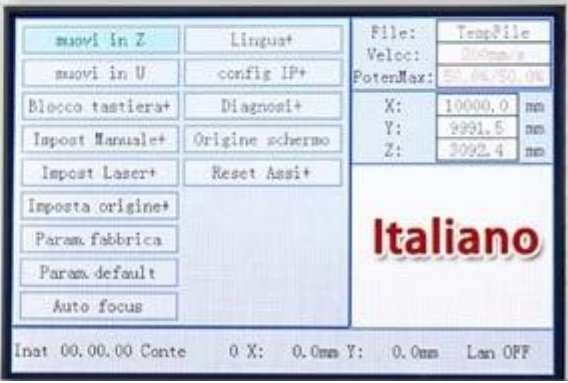 muovi in Z
muovi in U
Blocco tastiera+
Impost Manuale+
Impost Laser+
Imposta origine+
Param. fabbrica
Param. default
Auto focus
Lingua+
config IP+
Diagnosi+
Origine schermo
Reset Assi+
File: TempFile
Veloc: 200mm/s
PotenMax: 50.0%/50.0%
X: 10000.0 mm
Y: 9991.5 mm
Z: 3092.4 mm
Italiano
Inat 00.00.00 Conte 0 X: 0.0mm Y: 0.0mm Lan OFF